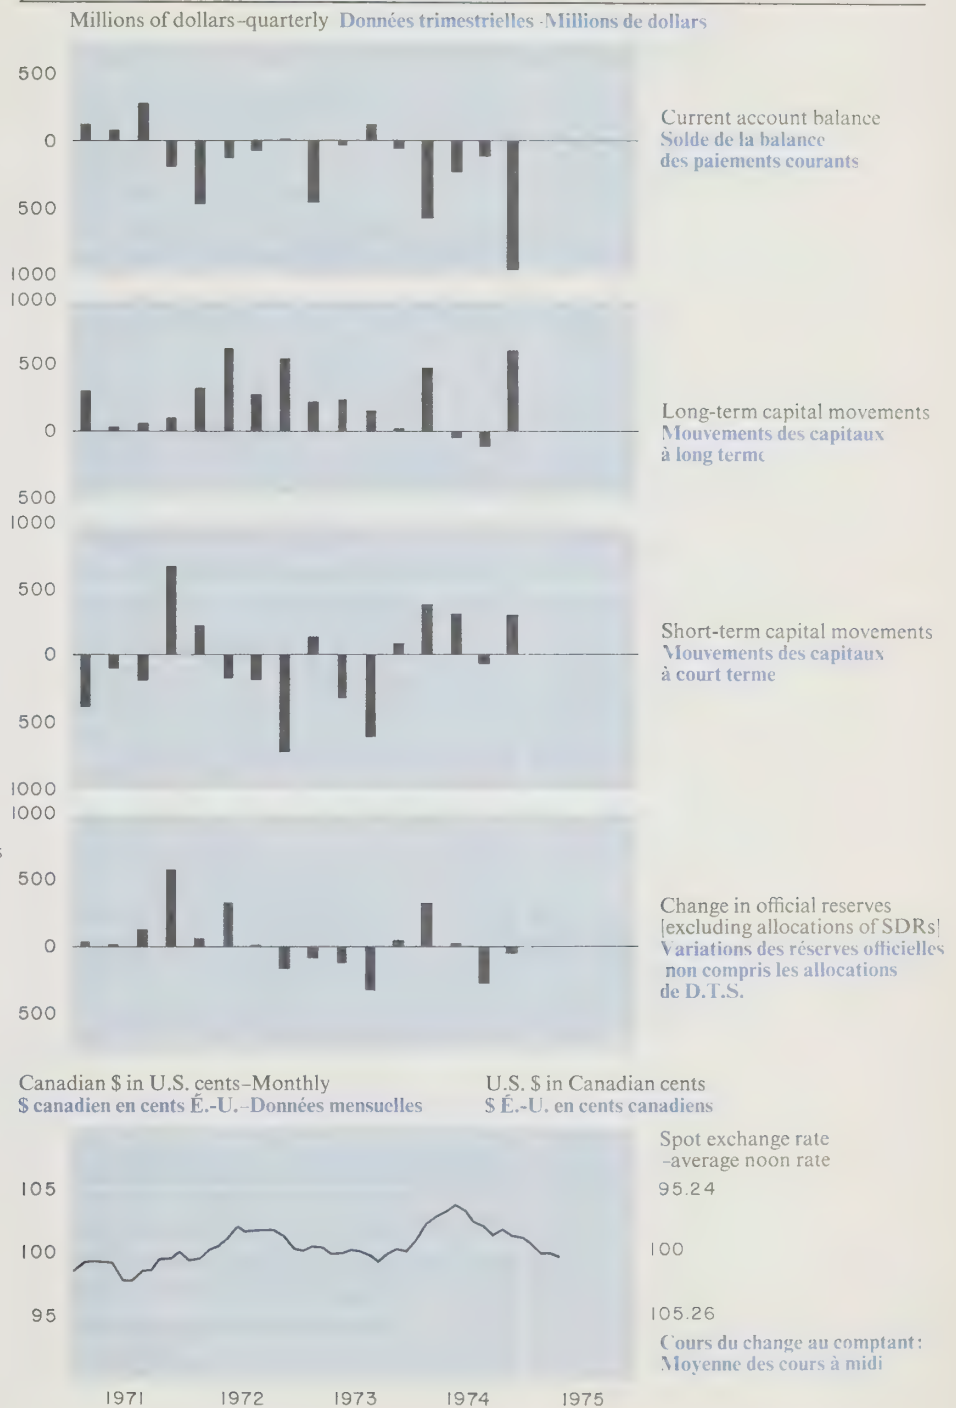 Millions of dollars–quarterly Données trimestrielles - Millions de dollars
500
0
500
1000
Current account balance
Solde de la balance
des paiements courants
1000
500
0
500
Long-term capital movements
Mouvements des capitaux
à long terme
1000
500
0
500
1000
Short-term capital movements
Mouvements des capitaux
à court terme
1000
500
0
500
Change in official reserves
[excluding allocations of SDRs]
Variations des réserves officielles
non compris les allocations
de D.T.S.
Canadian $ in U.S. cents–Monthly
$ canadien en cents É.-U.–Données mensuelles
U.S. $ in Canadian cents
$ É.-U. en cents canadiens
105
100
95
Spot exchange rate
–average noon rate
95.24
100
105.26
Cours du change au comptant:
Moyenne des cours à midi
1971 1972 1973 1974 1975